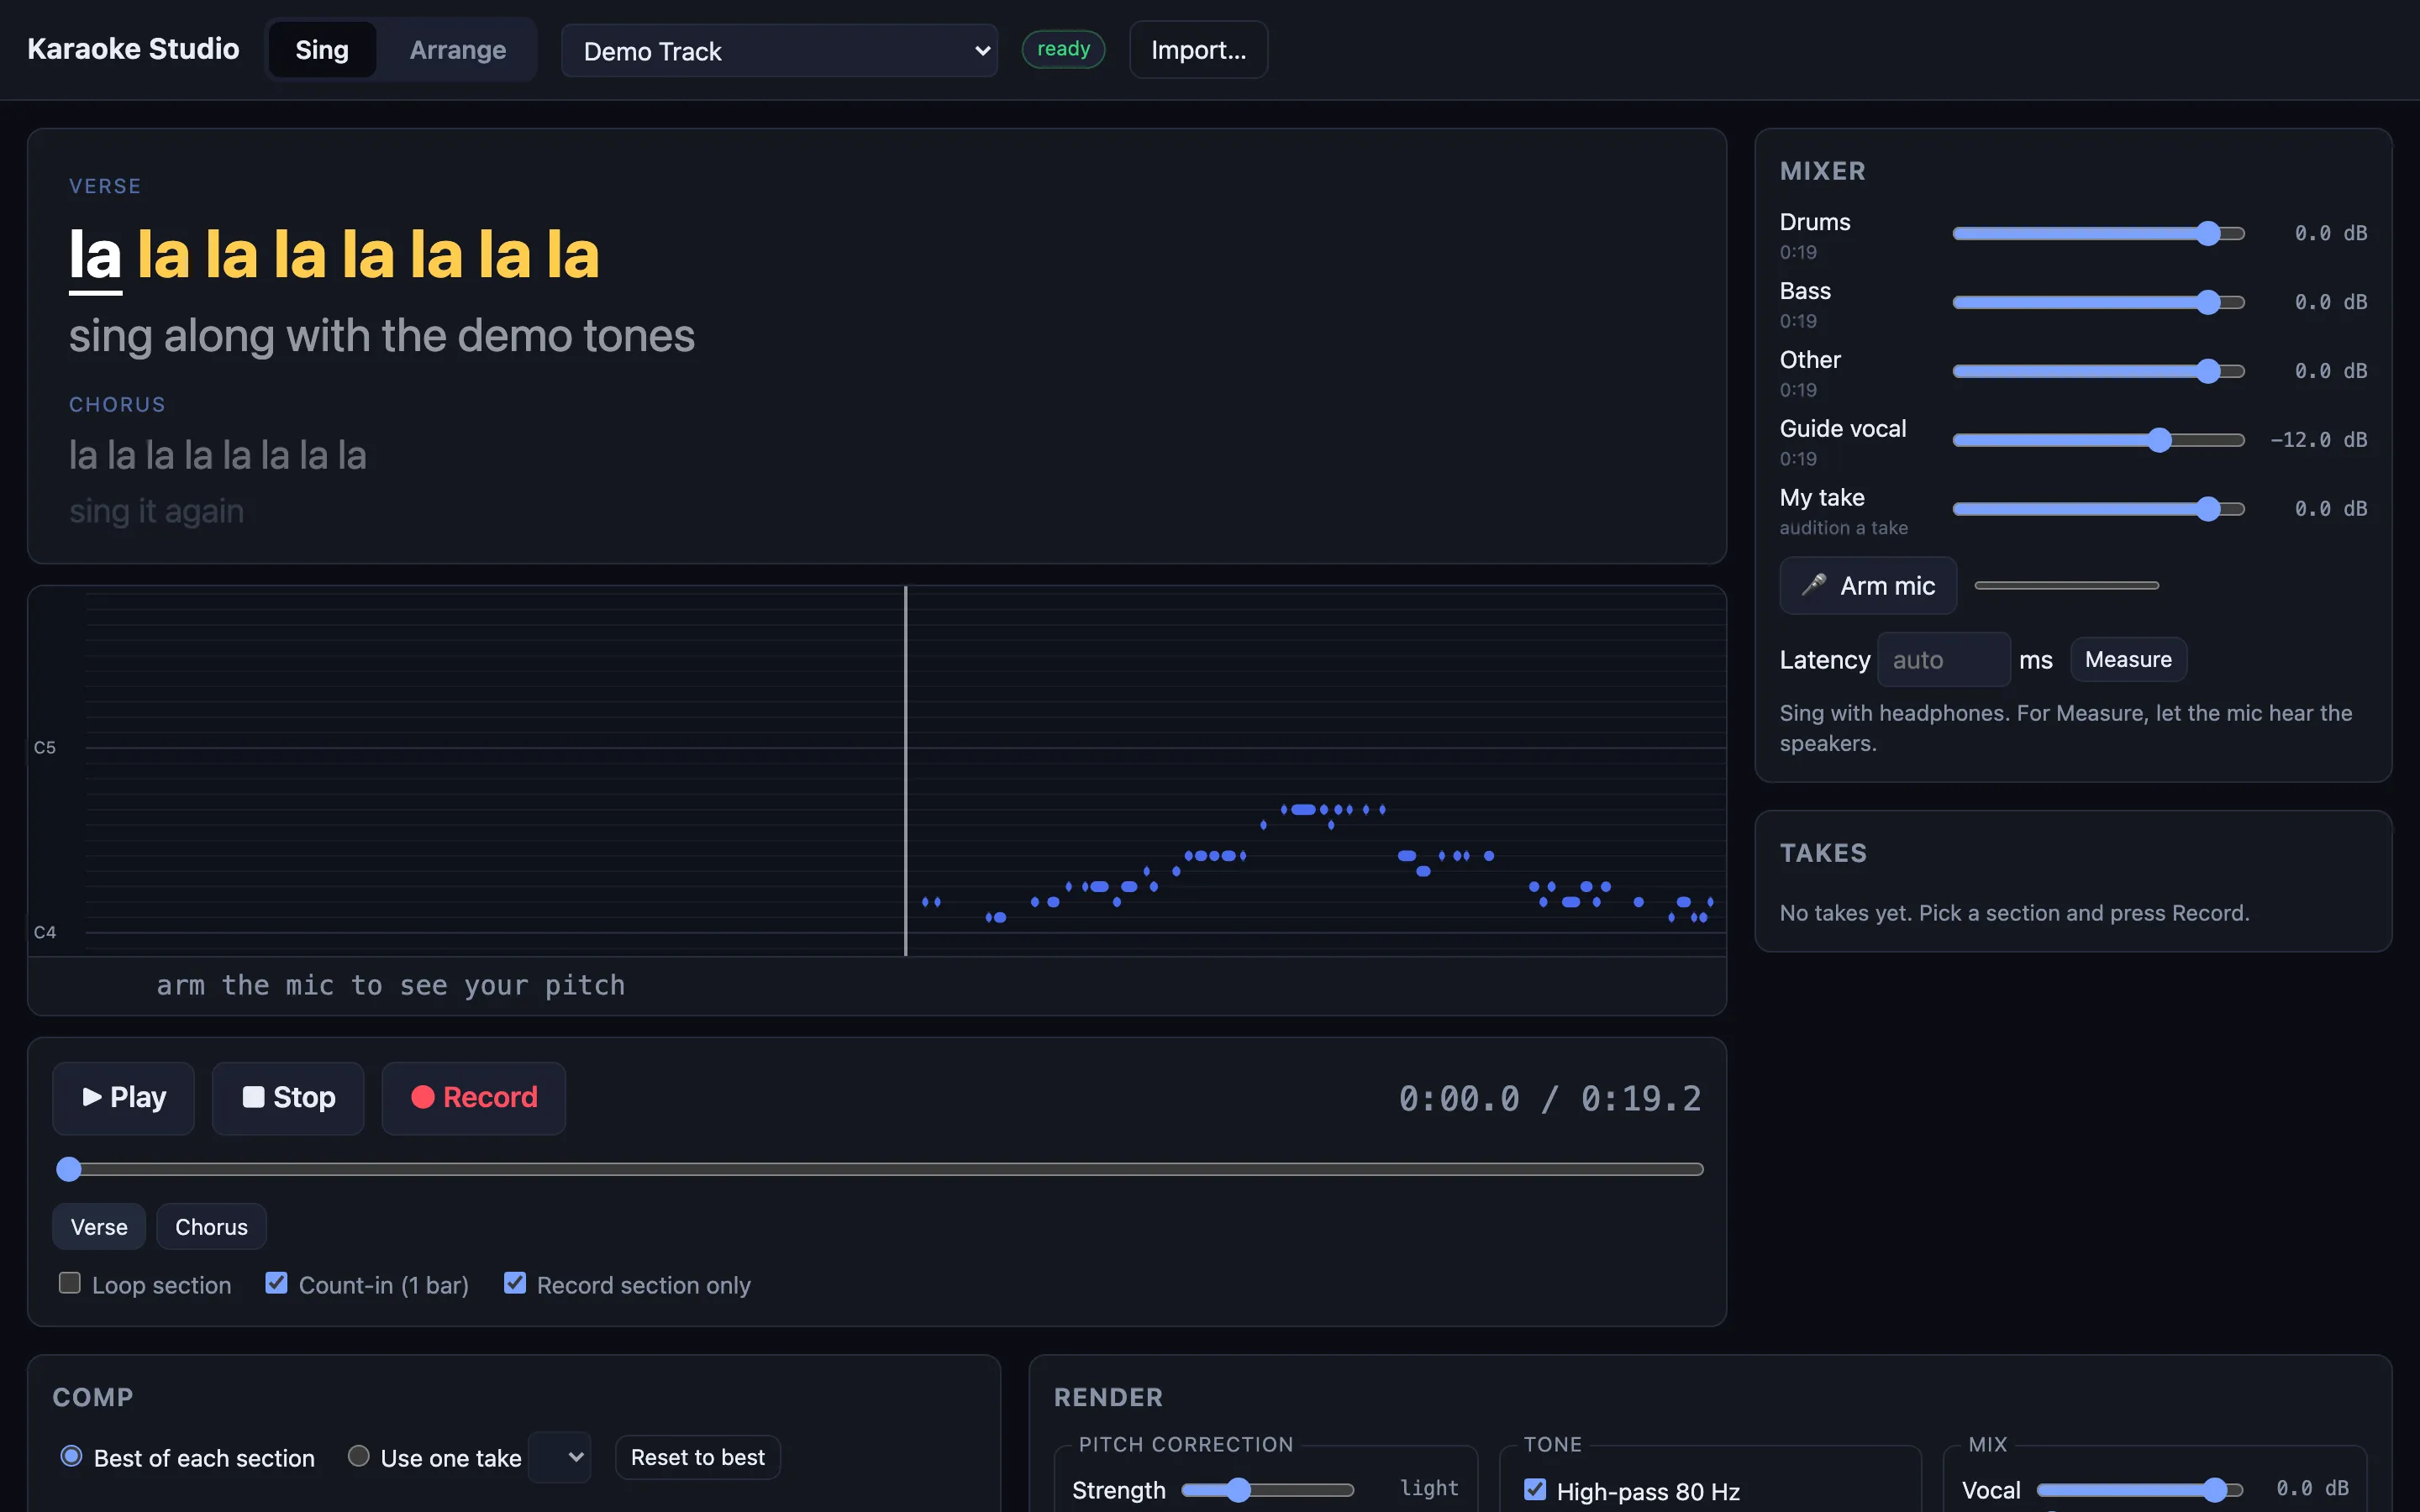 Karaoke Studio Sing Arrange Demo Track ready Import...
VERSE
la la la la la la la la
sing along with the demo tones
CHORUS
la la la la la la la la
sing it again
C5
C4
arm the mic to see your pitch
Play Stop Record 0:00.0 / 0:19.2
Verse Chorus
Loop section Count-in (1 bar) Record section only
MIXER
Drums 0.0 dB
0:19
Bass 0.0 dB
0:19
Other 0.0 dB
0:19
Guide vocal −12.0 dB
0:19
My take 0.0 dB
audition a take
Arm mic
Latency auto ms Measure
Sing with headphones. For Measure, let the mic hear the
speakers.
TAKES
No takes yet. Pick a section and press Record.
COMP
Best of each section Use one take Reset to best
RENDER
PITCH CORRECTION
Strength light
TONE
High-pass 80 Hz
MIX
Vocal 0.0 dB